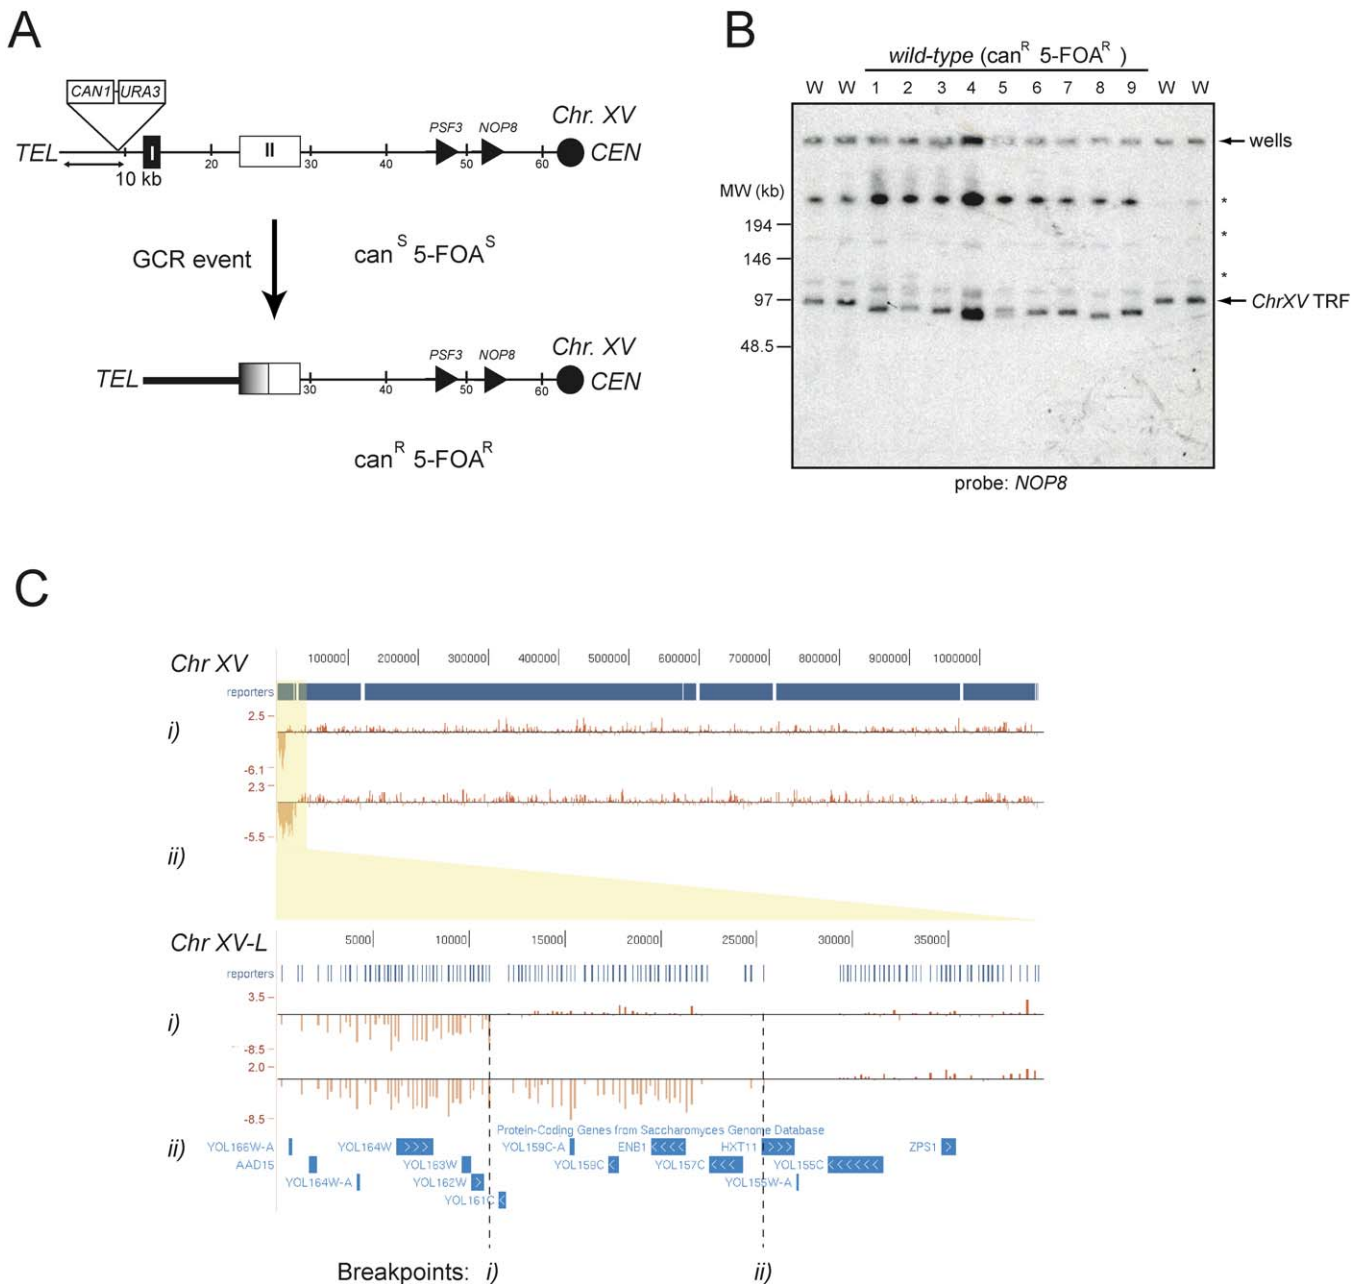 A
CAN1 URA3
TEL I II PSF3 NOP8 Chr. XV CEN
10 20 30 40 50 60
10 kb
GCR event
can S 5-FOA S
TEL PSF3 NOP8 Chr. XV CEN
30 40 50 60
can R 5-FOA R
B
wild-type (can R 5-FOA R )
W W 1 2 3 4 5 6 7 8 9 W W
wells
MW (kb)
*
194
*
146
*
97
ChrXV TRF
48.5
probe: NOP8
C
Chr XV
100000 200000 300000 400000 500000 600000 700000 800000 900000 1000000
reporters
2.5
i)
-6.1
2.3
-5.5
ii)
Chr XV-L
5000 10000 15000 20000 25000 30000 35000
reporters
3.5
i)
-8.5
2.0
-8.5
Protein-Coding Genes from Saccharomyces Genome Database
ii)
YOL166W-A YOL164W YOL159C-A ENB1 HXT11 ZPS1
AAD15 YOL163W YOL159C YOL157C YOL155C
YOL164W-A YOL162W YOL155W-A
YOL161C
Breakpoints: i) ii)